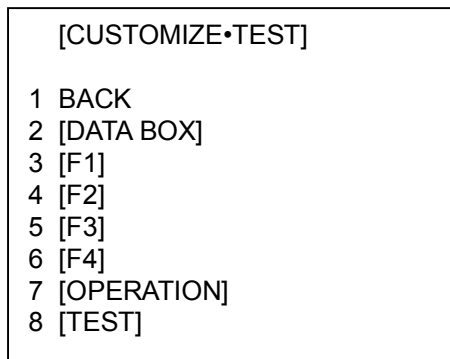 [CUSTOMIZE•TEST]
1 BACK
2 [DATA BOX]
3 [F1]
4 [F2]
5 [F3]
6 [F4]
7 [OPERATION]
8 [TEST]